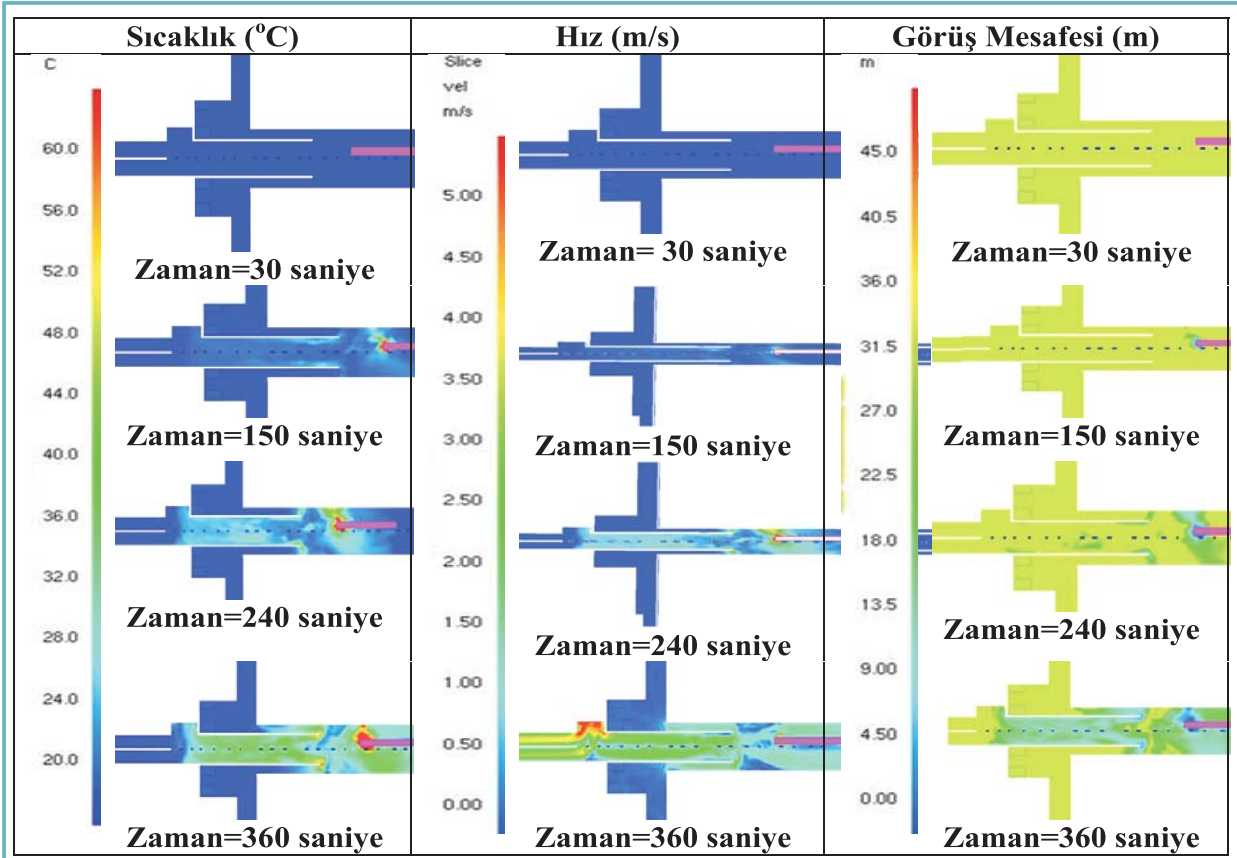 Sıcaklık (°C)
Hız (m/s)
Görüş Mesafesi (m)
C
60.0
56.0
52.0
48.0
44.0
40.0
36.0
32.0
28.0
24.0
20.0
Zaman=30 saniye
Zaman=150 saniye
Zaman=240 saniye
Zaman=360 saniye
Slice
vel
m/s
5.00
4.50
4.00
3.50
3.00
2.50
2.00
1.50
1.00
0.50
0.00
Zaman= 30 saniye
Zaman=150 saniye
Zaman=240 saniye
Zaman=360 saniye
m
45.0
40.5
36.0
31.5
27.0
22.5
18.0
13.5
9.00
4.50
0.00
Zaman=30 saniye
Zaman=150 saniye
Zaman=240 saniye
Zaman=360 saniye